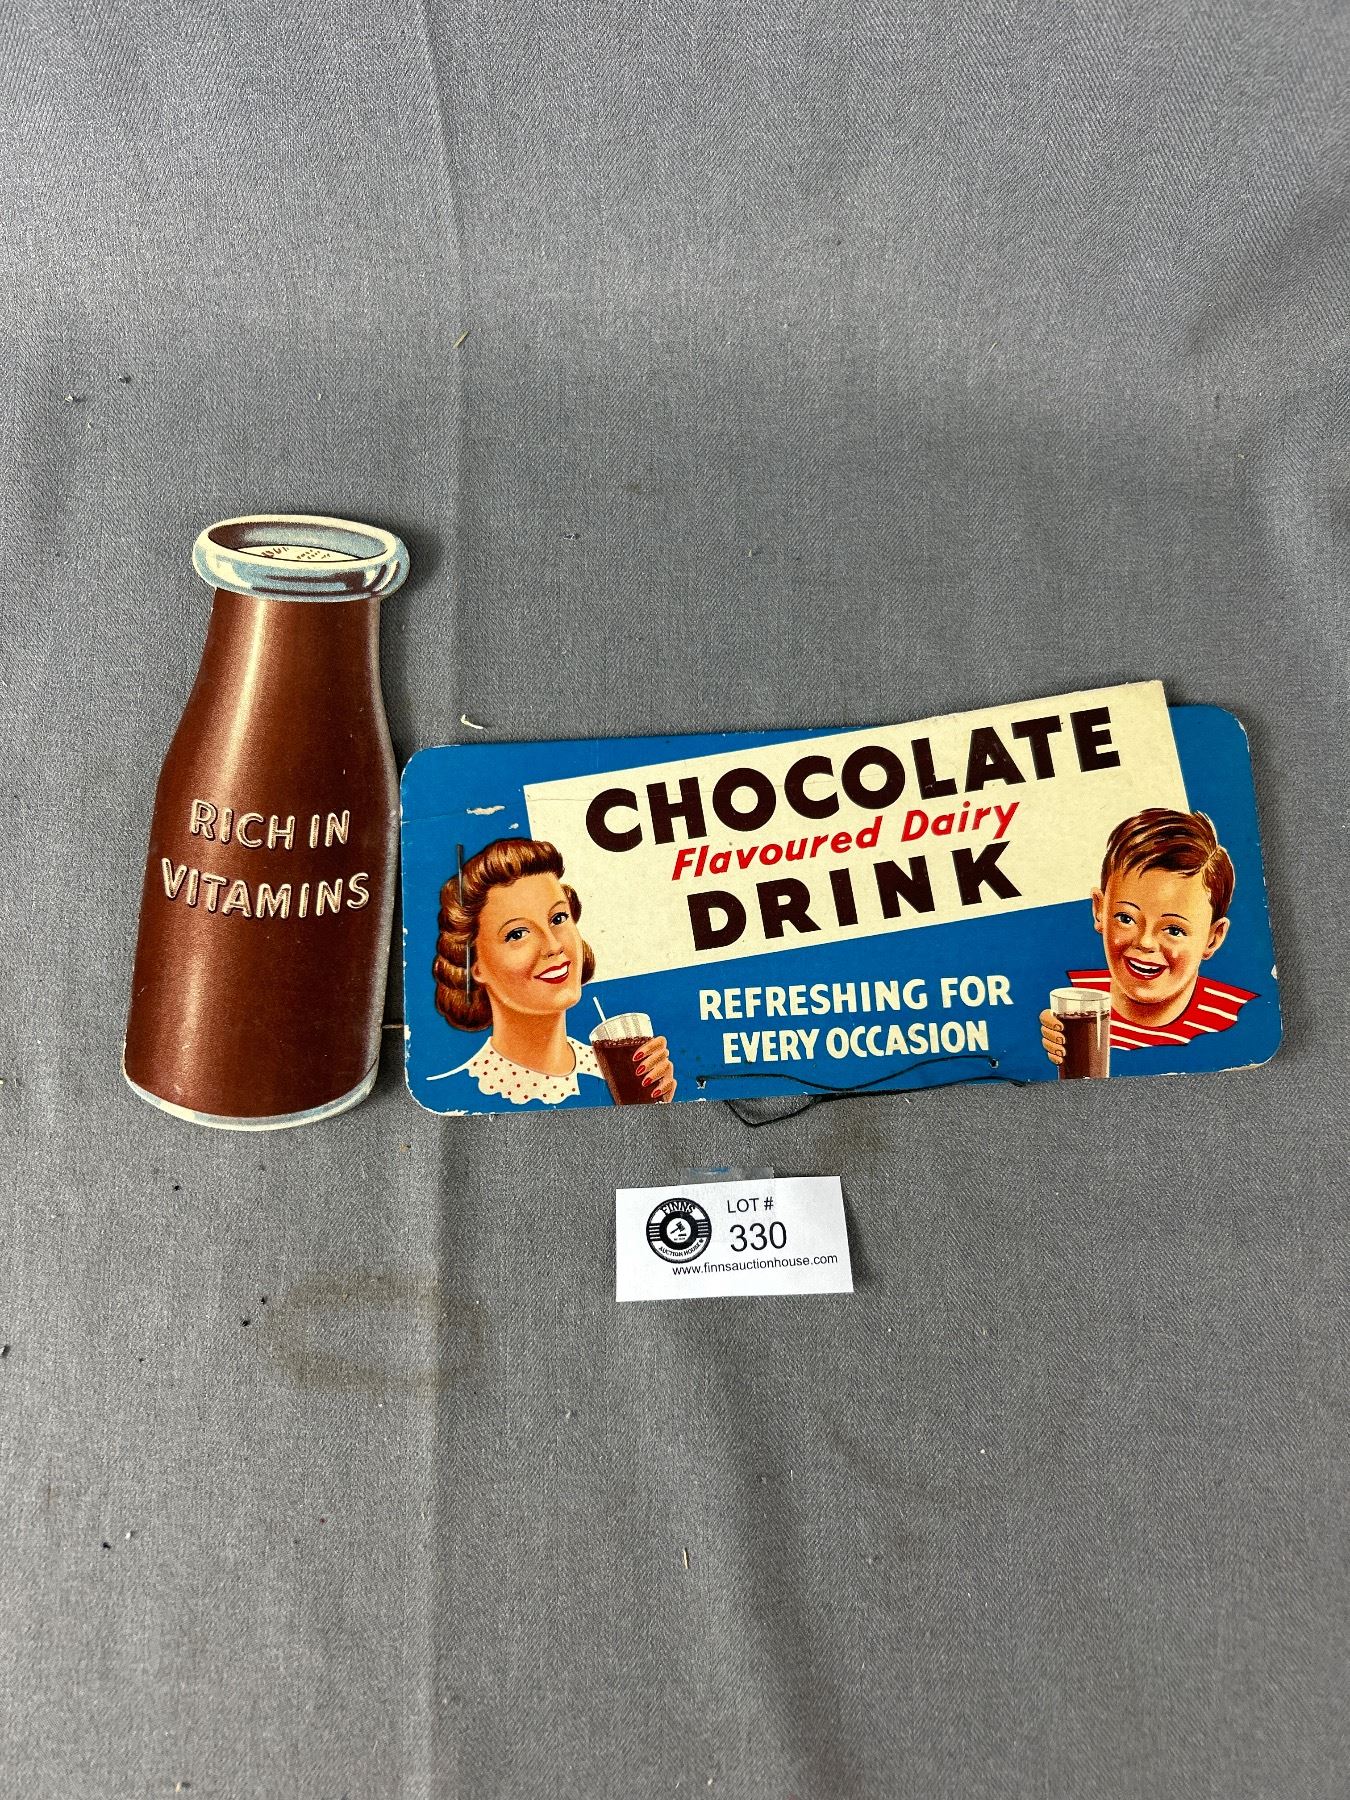 RICH IN
VITAMINS
CHOCOLATE
Flavoured Dairy
DRINK
REFRESHING FOR
EVERY OCCASION
FINNS
AUCTION HOUSE
LOT #
330
www.finnsauctionhouse.com